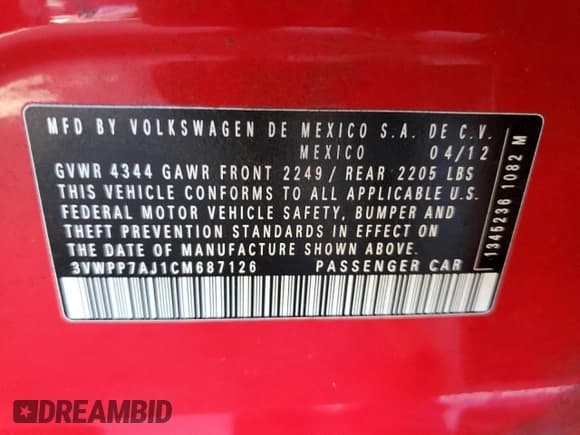 MFD BY VOLKSWAGEN DE MEXICO S.A. DE C.V.
MEXICO 04/12
GVWR 4344 GAWR FRONT 2249 / REAR 2205 LBS
THIS VEHICLE CONFORMS TO ALL APPLICABLE U.S.
FEDERAL MOTOR VEHICLE SAFETY, BUMPER AND
THEFT PREVENTION STANDARDS IN EFFECT ON
THE DATE OF MANUFACTURE SHOWN ABOVE.
3VWPP7AJ1CM687126 PASSENGER CAR
1345236 1082 M
DREAMBID